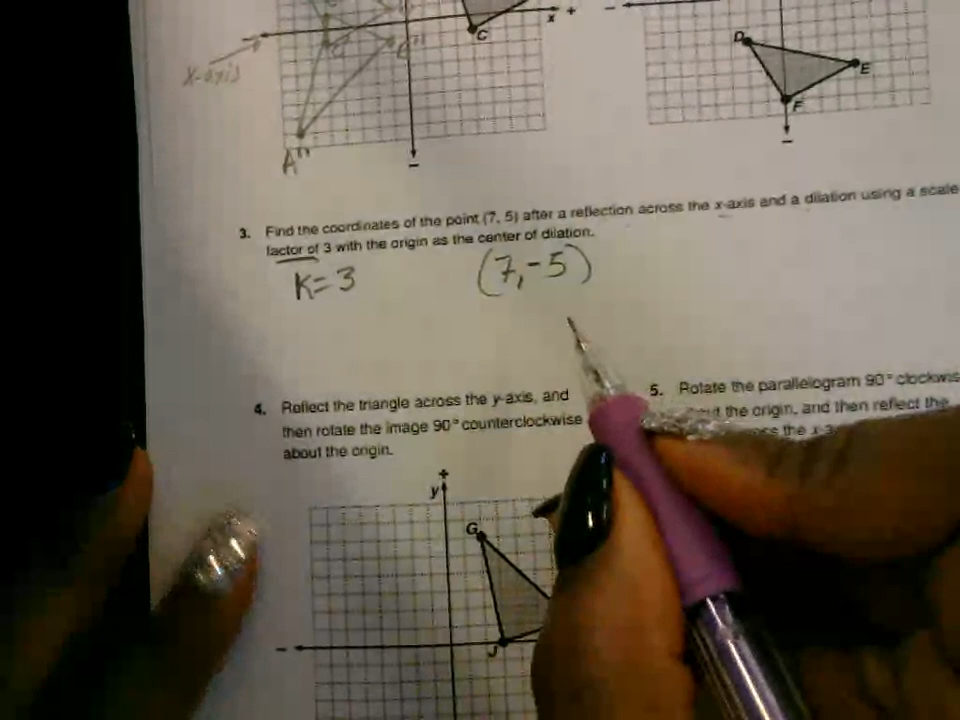 x +
-
C
C'
C"
D
E
X-axis
F
A"
-
-
3. Find the coordinates of the point (7, 5) after a reflection across the x-axis and a dilation using a scale
factor of 3 with the origin as the center of dilation.
K=3
(7,-5)
4. Reflect the triangle across the y-axis, and
then rotate the image 90° counterclockwise
about the origin.
5. Rotate the parallelogram 90° clockwis
the origin, and then reflect the
the x-a
+
y
G
-
J